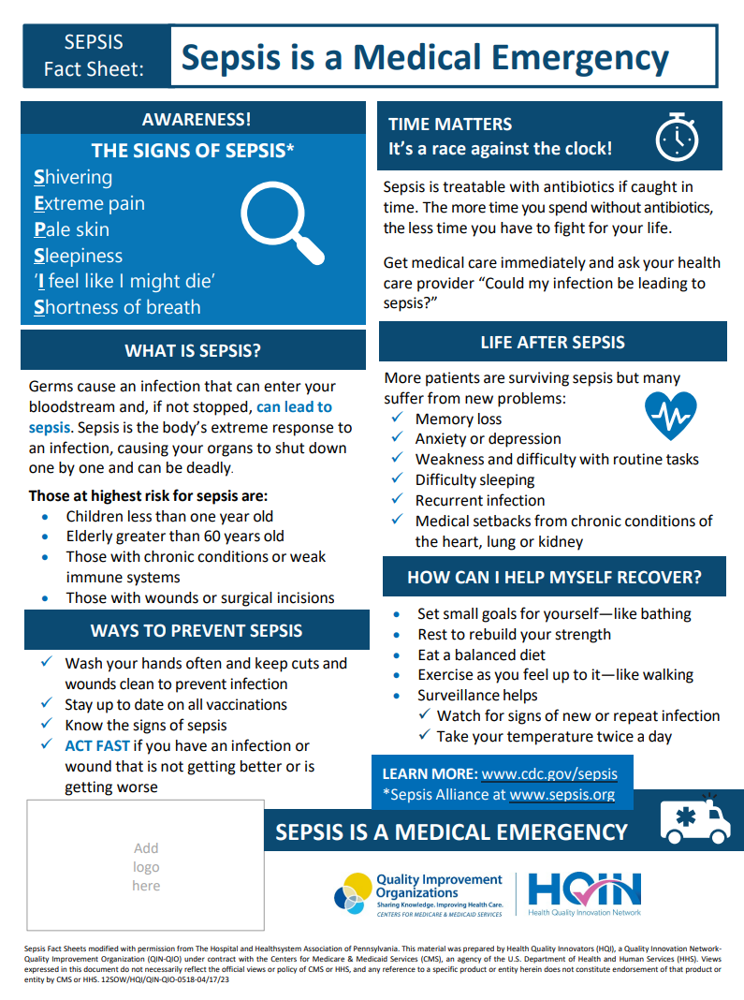 SEPSIS
Fact Sheet:
Sepsis is a Medical Emergency
AWARENESS!
THE SIGNS OF SEPSIS*
Shivering
Extreme pain
Pale skin
Sleepiness
‘I feel like I might die’
Shortness of breath
WHAT IS SEPSIS?
Germs cause an infection that can enter your
bloodstream and, if not stopped, can lead to
sepsis. Sepsis is the body’s extreme response to
an infection, causing your organs to shut down
one by one and can be deadly.
Those at highest risk for sepsis are:
• Children less than one year old
• Elderly greater than 60 years old
• Those with chronic conditions or weak
immune systems
• Those with wounds or surgical incisions
WAYS TO PREVENT SEPSIS
✓ Wash your hands often and keep cuts and
wounds clean to prevent infection
✓ Stay up to date on all vaccinations
✓ Know the signs of sepsis
✓ ACT FAST if you have an infection or
wound that is not getting better or is
getting worse
TIME MATTERS
It’s a race against the clock!
Sepsis is treatable with antibiotics if caught in
time. The more time you spend without antibiotics,
the less time you have to fight for your life.
Get medical care immediately and ask your health
care provider “Could my infection be leading to
sepsis?”
LIFE AFTER SEPSIS
More patients are surviving sepsis but many
suffer from new problems:
✓ Memory loss
✓ Anxiety or depression
✓ Weakness and difficulty with routine tasks
✓ Difficulty sleeping
✓ Recurrent infection
✓ Medical setbacks from chronic conditions of
the heart, lung or kidney
HOW CAN I HELP MYSELF RECOVER?
• Set small goals for yourself—like bathing
• Rest to rebuild your strength
• Eat a balanced diet
• Exercise as you feel up to it—like walking
• Surveillance helps
✓ Watch for signs of new or repeat infection
✓ Take your temperature twice a day
LEARN MORE: www.cdc.gov/sepsis
*Sepsis Alliance at www.sepsis.org
SEPSIS IS A MEDICAL EMERGENCY
Add
logo
here
Quality Improvement
Organizations
Sharing Knowledge. Improving Health Care.
CENTERS FOR MEDICARE & MEDICAID SERVICES
HQIN
Health Quality Innovation Network
Sepsis Fact Sheets modified with permission from The Hospital and Healthsystem Association of Pennsylvania. This material was prepared by Health Quality Innovators (HQI), a Quality Innovation Network-
Quality Improvement Organization (QIN-QIO) under contract with the Centers for Medicare & Medicaid Services (CMS), an agency of the U.S. Department of Health and Human Services (HHS). Views
expressed in this document do not necessarily reflect the official views or policy of CMS or HHS, and any reference to a specific product or entity herein does not constitute endorsement of that product or
entity by CMS or HHS. 12SOW/HQI/QIN-QIO-0518-04/17/23